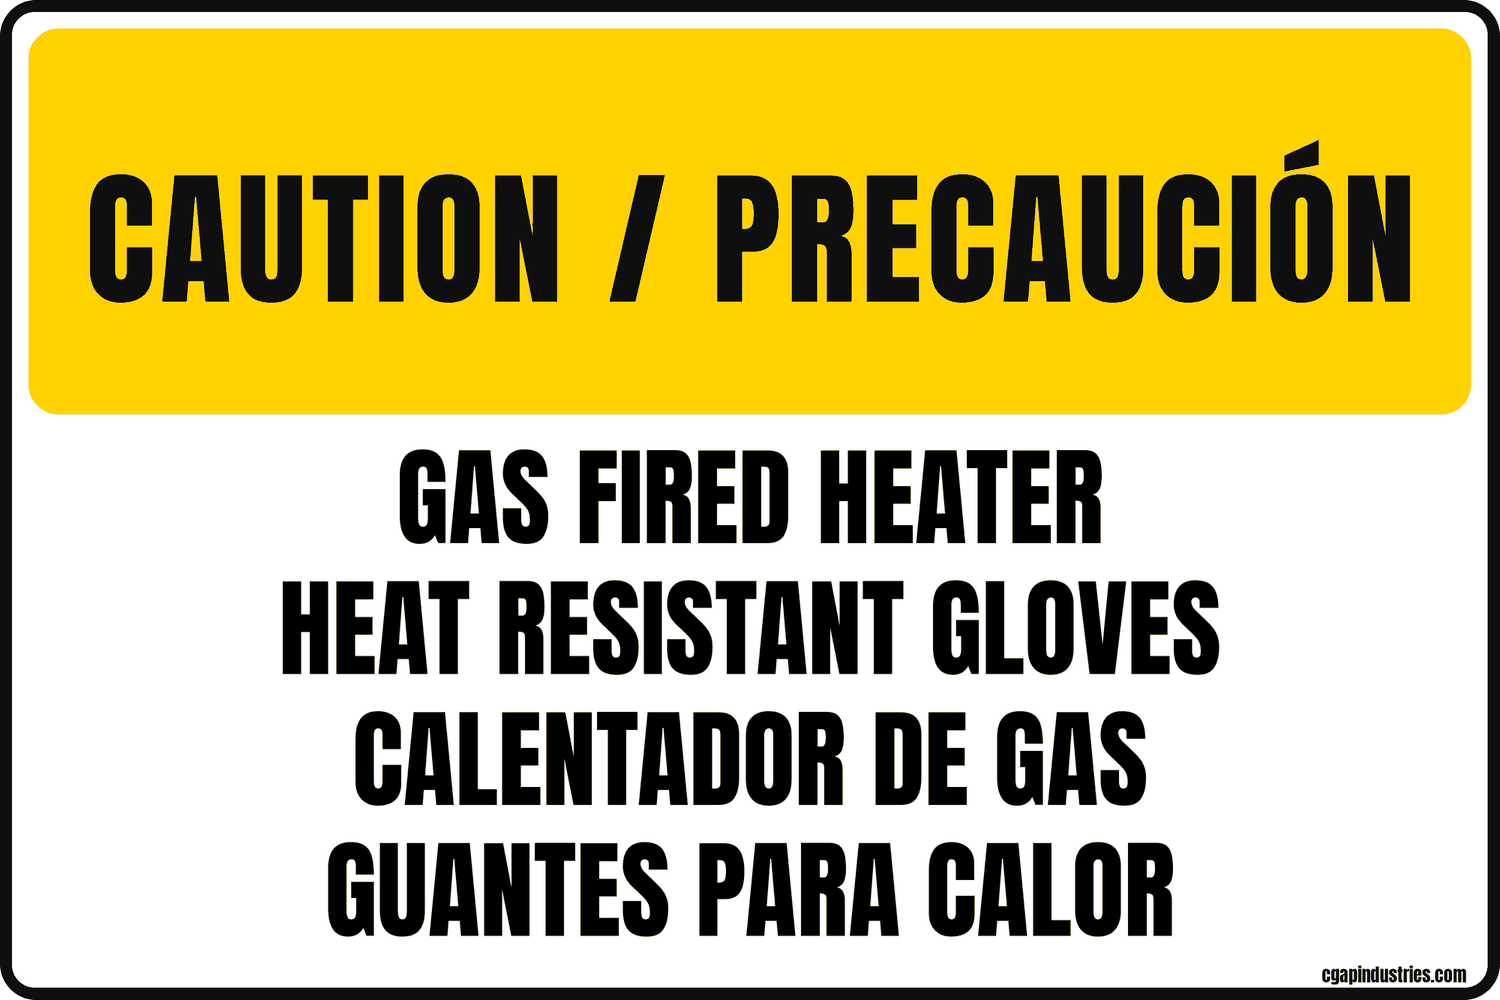 CAUTION / PRECAUCIÓN
GAS FIRED HEATER
HEAT RESISTANT GLOVES
CALENTADOR DE GAS
GUANTES PARA CALOR
cgapindustries.com